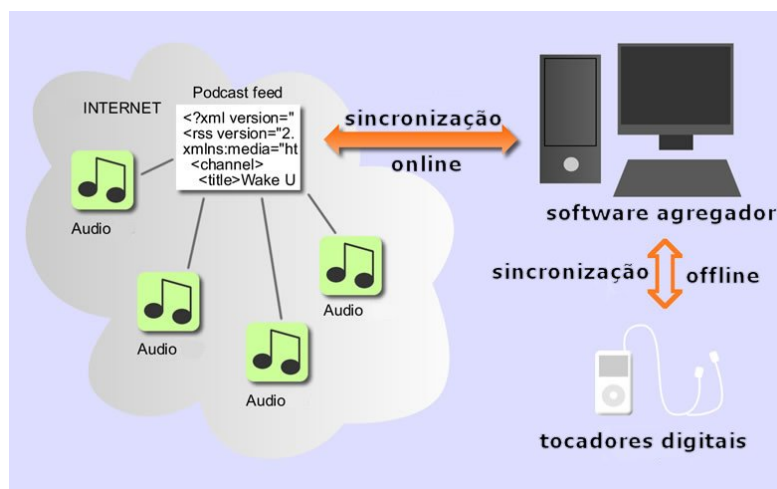 INTERNET
Podcast feed
<?xml version="
<rss version="2.
xmlns:media="ht
<channel>
<title>Wake U
Audio
Audio
Audio
Audio
sincronização
online
software agregador
sincronização offline
tocadores digitais